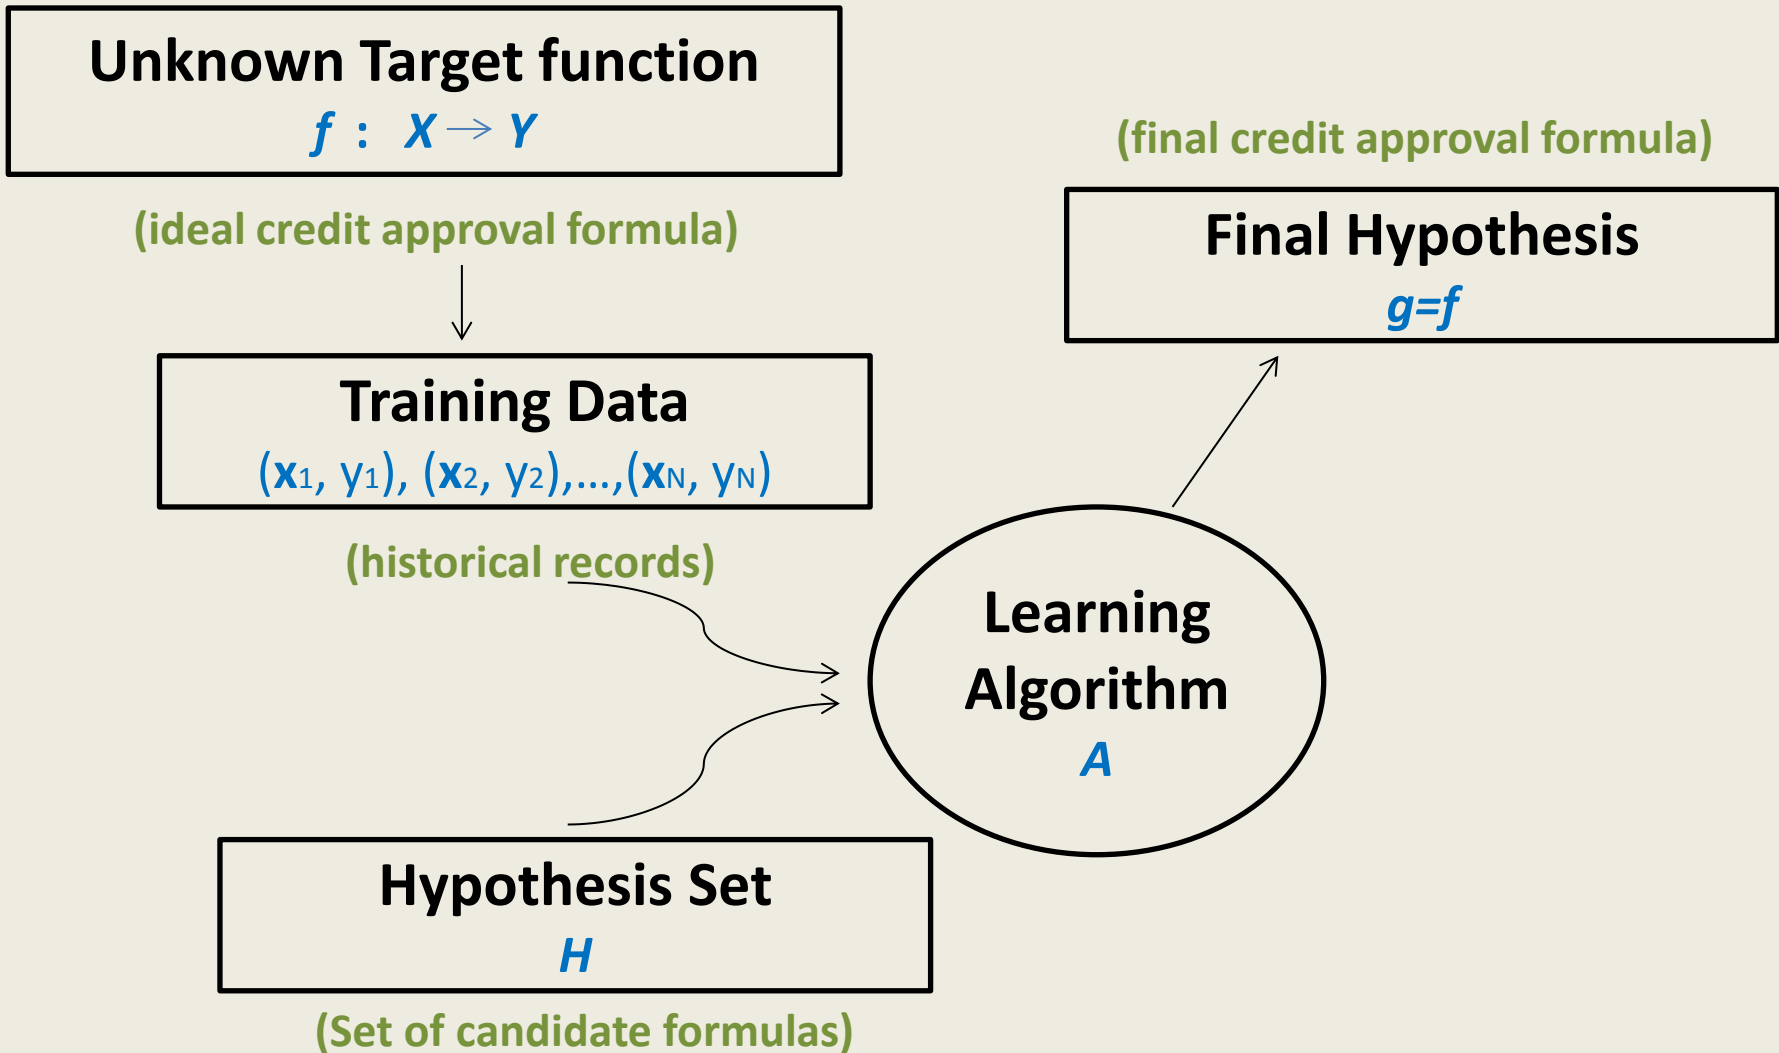 Unknown Target function
f : X → Y
(ideal credit approval formula)
Training Data
(x1, y1), (x2, y2),...,(xN, yN)
(historical records)
Hypothesis Set
H
(Set of candidate formulas)
Learning
Algorithm
A
(final credit approval formula)
Final Hypothesis
g=f